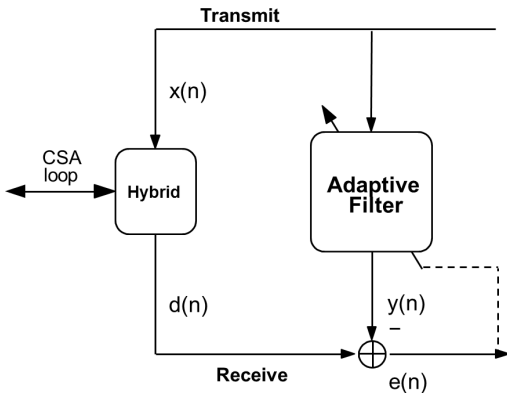 Transmit
x(n)
CSA
loop
Hybrid
Adaptive
Filter
d(n)
y(n)
−
Receive
e(n)